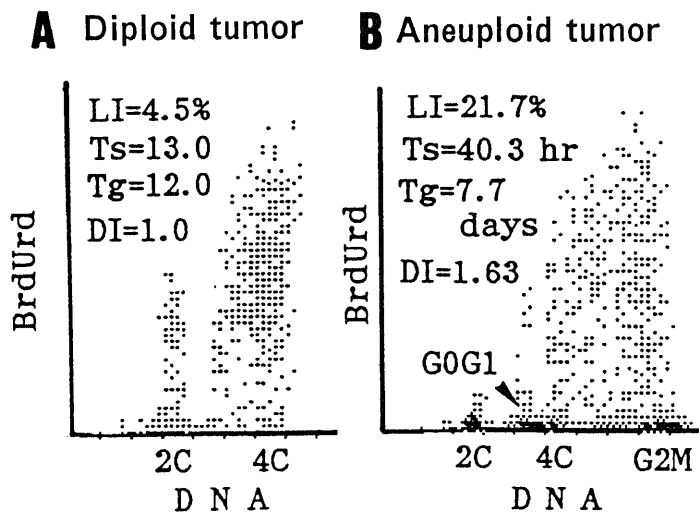 A Diploid tumor
LI=4.5%
Ts=13.0
Tg=12.0
DI=1.0
BrdUrd
2C 4C
D N A
B Aneuploid tumor
LI=21.7%
Ts=40.3 hr
Tg=7.7
days
DI=1.63
BrdUrd
G0G1
2C 4C G2M
D N A